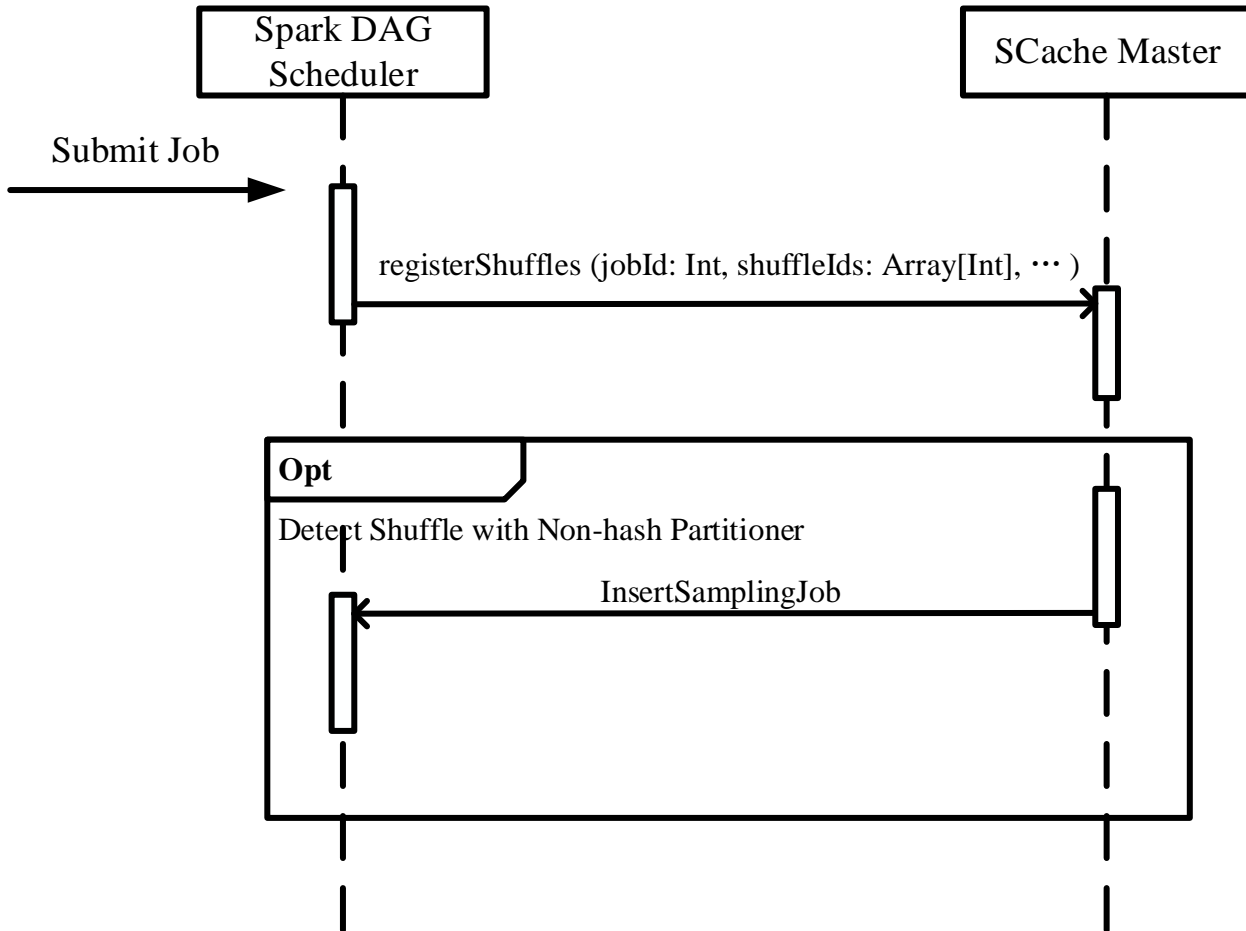 Spark DAG
Scheduler
SCache Master
Submit Job
registerShuffles (jobId: Int, shuffleIds: Array[Int], ··· )
Opt
Detect Shuffle with Non-hash Partitioner
InsertSamplingJob